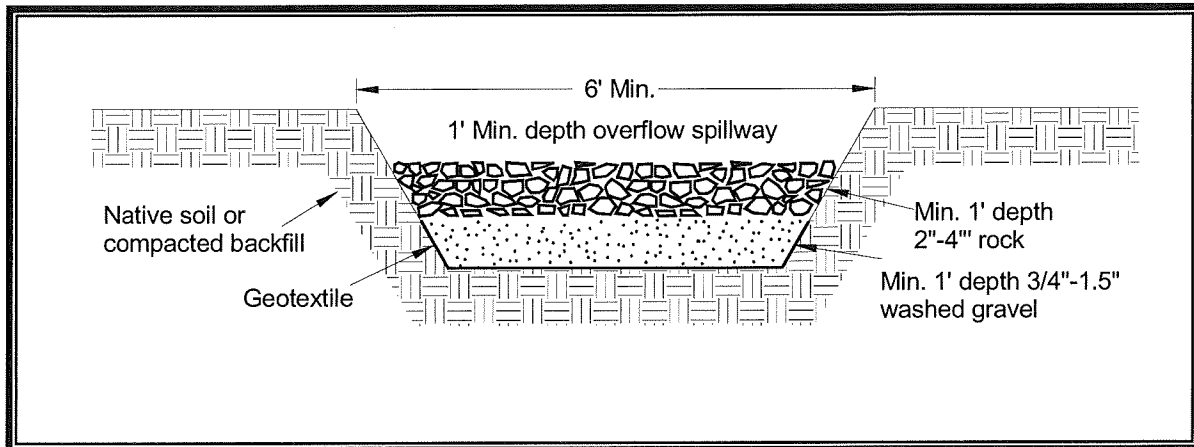 6' Min.
1' Min. depth overflow spillway
Native soil or
compacted backfill
Geotextile
Min. 1' depth
2"-4'" rock
Min. 1' depth 3/4"-1.5"
washed gravel